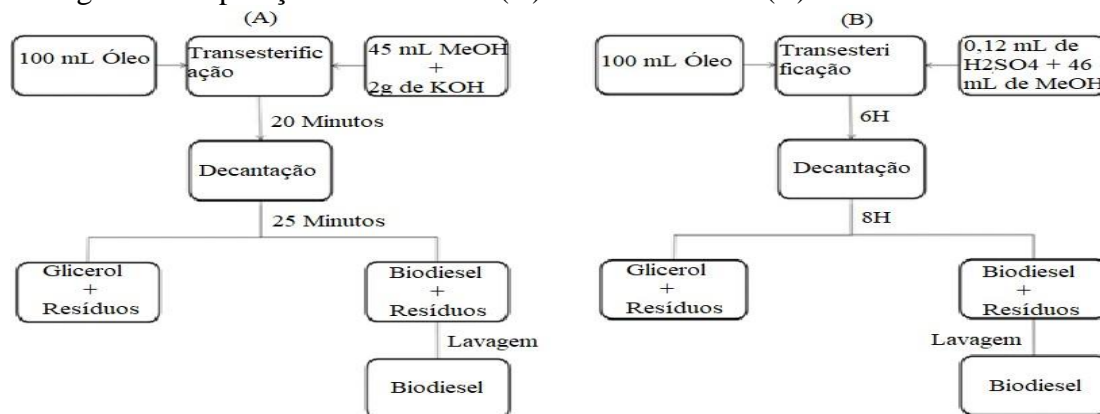 (A)
100 mL Óleo
Transesterific
ação
45 mL MeOH
+
2g de KOH
20 Minutos
Decantação
25 Minutos
Glicerol
+
Resíduos
Biodiesel
+
Resíduos
Lavagem
Biodiesel
(B)
100 mL Óleo
Transesteri
ficação
0,12 mL de
H2SO4 + 46
mL de MeOH
6H
Decantação
8H
Glicerol
+
Resíduos
Biodiesel
+
Resíduos
Lavagem
Biodiesel